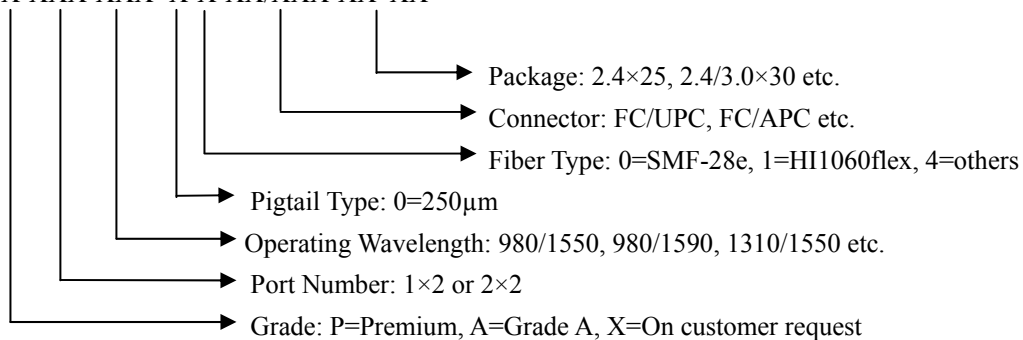 Package: 2.4×25, 2.4/3.0×30 etc.
Connector: FC/UPC, FC/APC etc.
Fiber Type: 0=SMF-28e, 1=HI1060flex, 4=others
Pigtail Type: 0=250μm
Operating Wavelength: 980/1550, 980/1590, 1310/1550 etc.
Port Number: 1×2 or 2×2
Grade: P=Premium, A=Grade A, X=On customer request